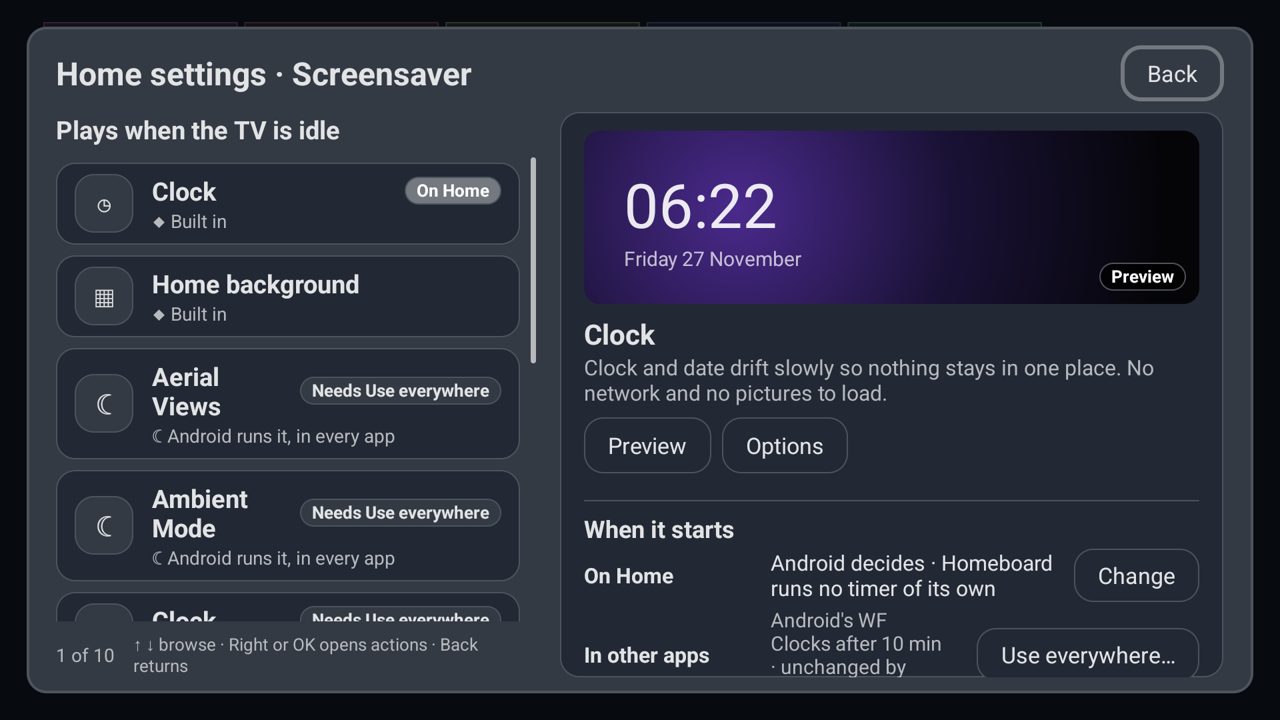 Home settings · Screensaver
Back
Plays when the TV is idle
Clock
On Home
◆ Built in
Home background
◆ Built in
Aerial
Views
Needs Use everywhere
☾ Android runs it, in every app
Ambient
Mode
Needs Use everywhere
☾ Android runs it, in every app
Clock
Needs Use everywhere
1 of 10
↑ ↓ browse · Right or OK opens actions · Back
returns
06:22
Friday 27 November
Preview
Clock
Clock and date drift slowly so nothing stays in one place. No
network and no pictures to load.
Preview
Options
When it starts
On Home
Android decides · Homeboard
runs no timer of its own
Change
In other apps
Android's WF
Clocks after 10 min
· unchanged by
Use everywhere…